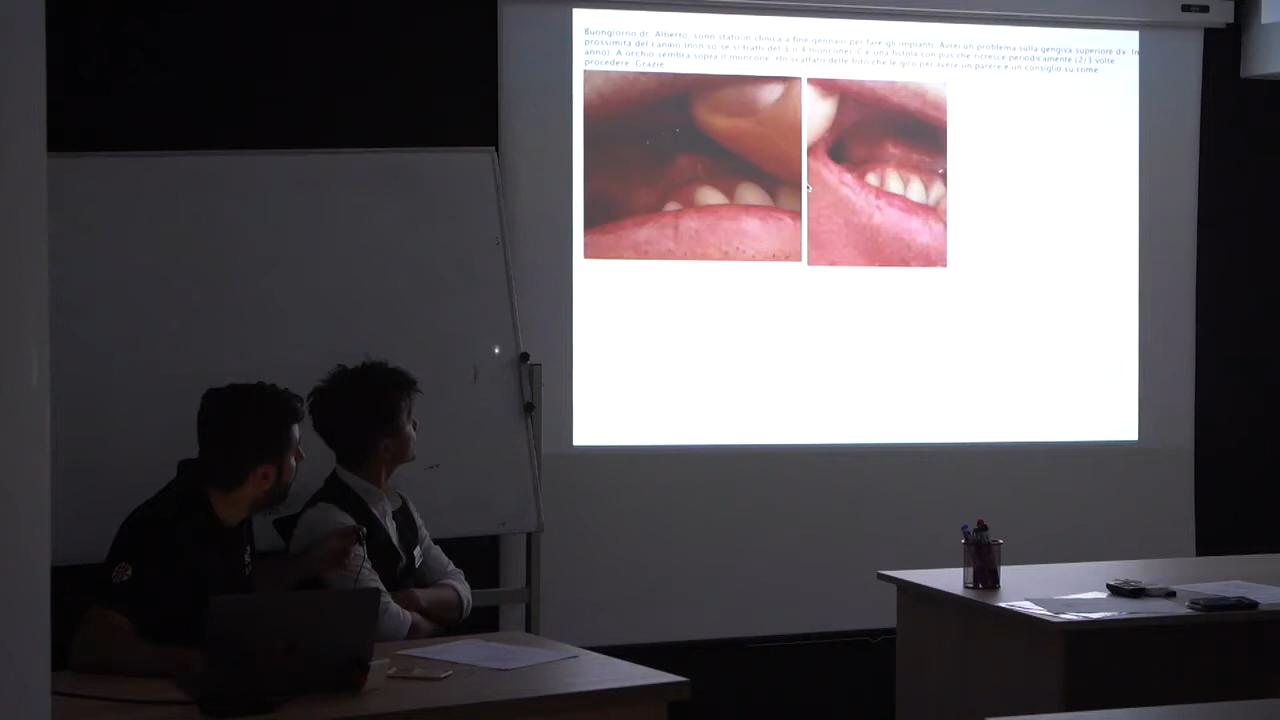 Buongiorno dr. Alberto, sono stato in clinica a fine gennaio per fare gli impianti. Avrei un problema sulla gengiva superiore dx. In
prossimità del canino (non so se si tratti del 3 o 4 moncone). C'è una fistola con pus che ricresce periodicamente (2/3 volte
anno). A occhio sembra sopra il moncone. Ho scattato delle foto che le giro per avere un parere e un consiglio su come
procedere. Grazie